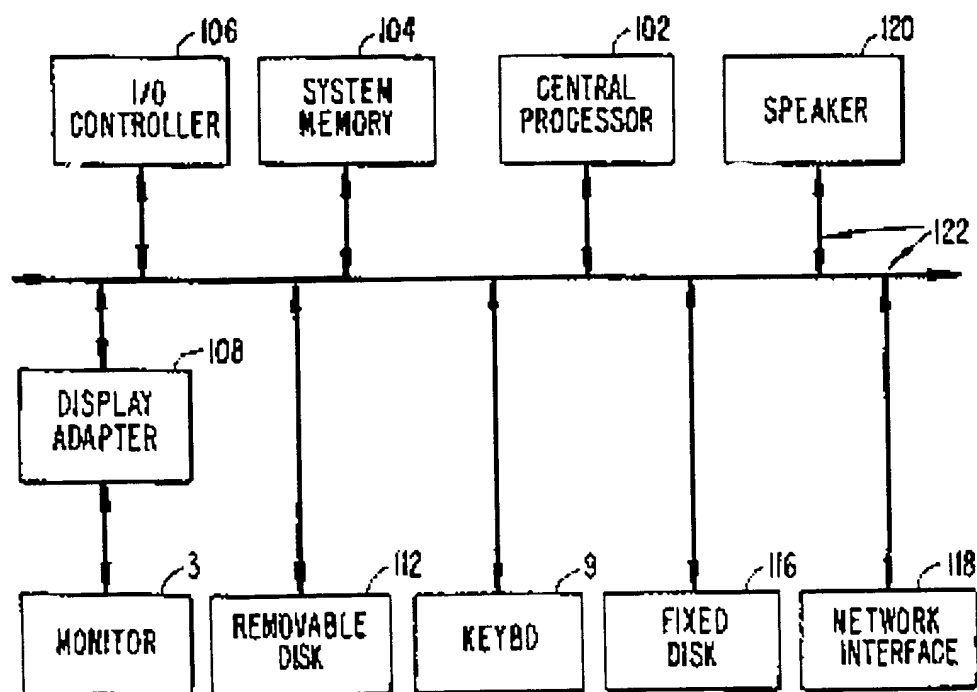 106
104
102
120
I/O
CONTROLLER
SYSTEM
MEMORY
CENTRAL
PROCESSOR
SPEAKER
122
108
DISPLAY
ADAPTER
3
112
9
116
118
MONITOR
REMOVABLE
DISK
KEYBD
FIXED
DISK
NETWORK
INTERFACE